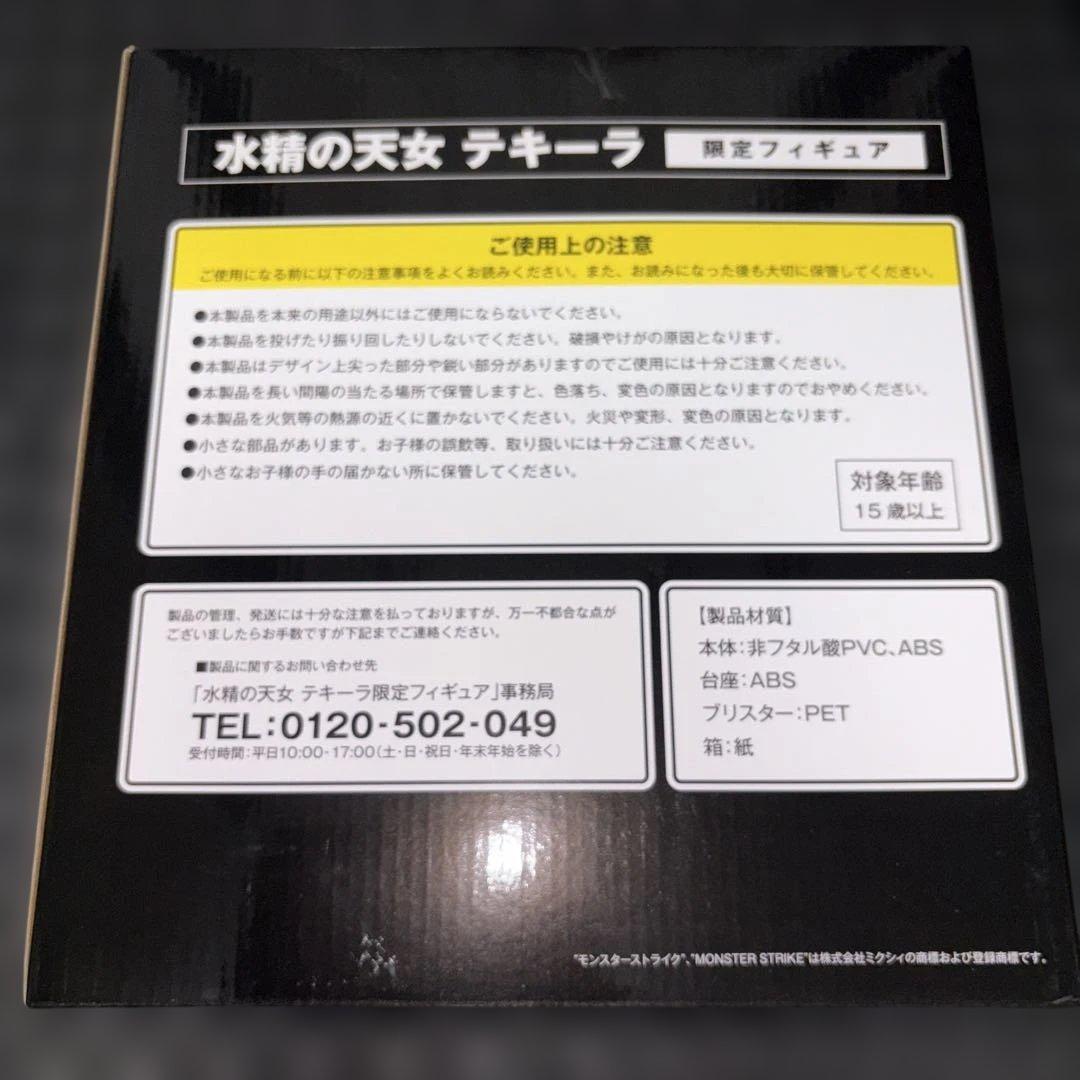 水精の天女 テキーラ 限定フィギュア
ご使用上の注意
ご使用になる前に以下の注意事項をよくお読みください。また、お読みになった後も大切に保管してください。
●本製品を本来の用途以外にはご使用にならないでください。
●本製品を投げたり振り回したりしないでください。破損やけがの原因となります。
●本製品はデザイン上尖った部分や鋭い部分がありますのでご使用には十分ご注意ください。
●本製品を長い間陽の当たる場所で保管しますと、色落ち、変色の原因となりますのでおやめください。
●本製品を火気等の熱源の近くに置かないでください。火災や変形、変色の原因となります。
●小さな部品があります。お子様の誤飲等、取り扱いには十分ご注意ください。
●小さなお子様の手の届かない所に保管してください。
対象年齢
15歳以上
製品の管理、発送には十分な注意を払っておりますが、万一不都合な点が
ございましたらお手数ですが下記までご連絡ください。
■製品に関するお問い合わせ先
「水精の天女 テキーラ限定フィギュア」事務局
TEL:0120-502-049
受付時間:平日10:00-17:00(土・日・祝日・年末年始を除く)
【製品材質】
本体:非フタル酸PVC、ABS
台座:ABS
ブリスター:PET
箱:紙
"モンスターストライク"、"MONSTER STRIKE"は株式会社ミクシィの商標および登録商標です。